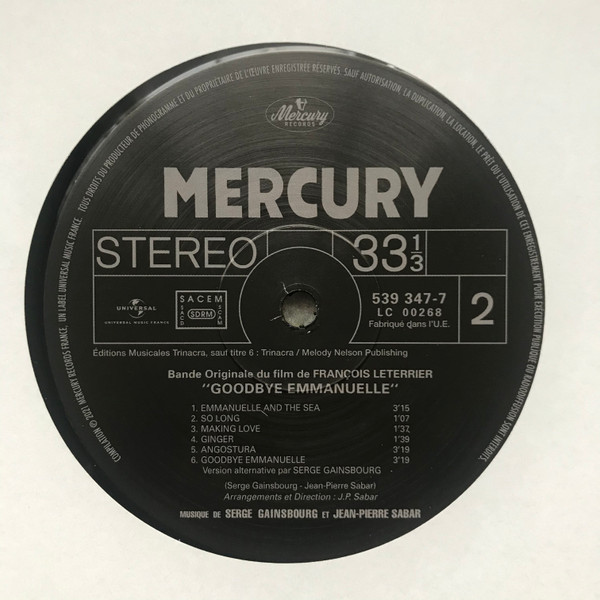 COMPILATION Ⓟ 2021 MERCURY RECORDS FRANCE, UN LABEL UNIVERSAL MUSIC FRANCE. TOUS DROITS DU PRODUCTEUR DE PHONOGRAMME ET DU PROPRIETAIRE DE L'ŒUVRE ENREGISTRÉE RÉSERVÉS. SAUF AUTORISATION, LA DUPLICATION, LA LOCATION, LE PRÊT OU L'UTILISATION DE CET ENREGISTREMENT POUR EXÉCUTION PUBLIQUE OU RADIODIFFUSION SONT INTERDITS.
Mercury
RECORDS
MERCURY
STEREO
33 1/3
UNIVERSAL
UNIVERSAL MUSIC FRANCE
SACEM
SACD SDRM SCAM
539 347-7
LC 00268
Fabriqué dans l'U.E.
2
Éditions Musicales Trinacra, sauf titre 6 : Trinacra / Melody Nelson Publishing
Bande Originale du film de FRANÇOIS LETERRIER
"GOODBYE EMMANUELLE"
1. EMMANUELLE AND THE SEA 3'15
2. SO LONG 1'07
3. MAKING LOVE 1'37
4. GINGER 1'39
5. ANGOSTURA 3'19
6. GOODBYE EMMANUELLE 3'19
Version alternative par SERGE GAINSBOURG
(Serge Gainsbourg - Jean-Pierre Sabar)
Arrangements et Direction : J.P. Sabar
MUSIQUE DE SERGE GAINSBOURG ET JEAN-PIERRE SABAR